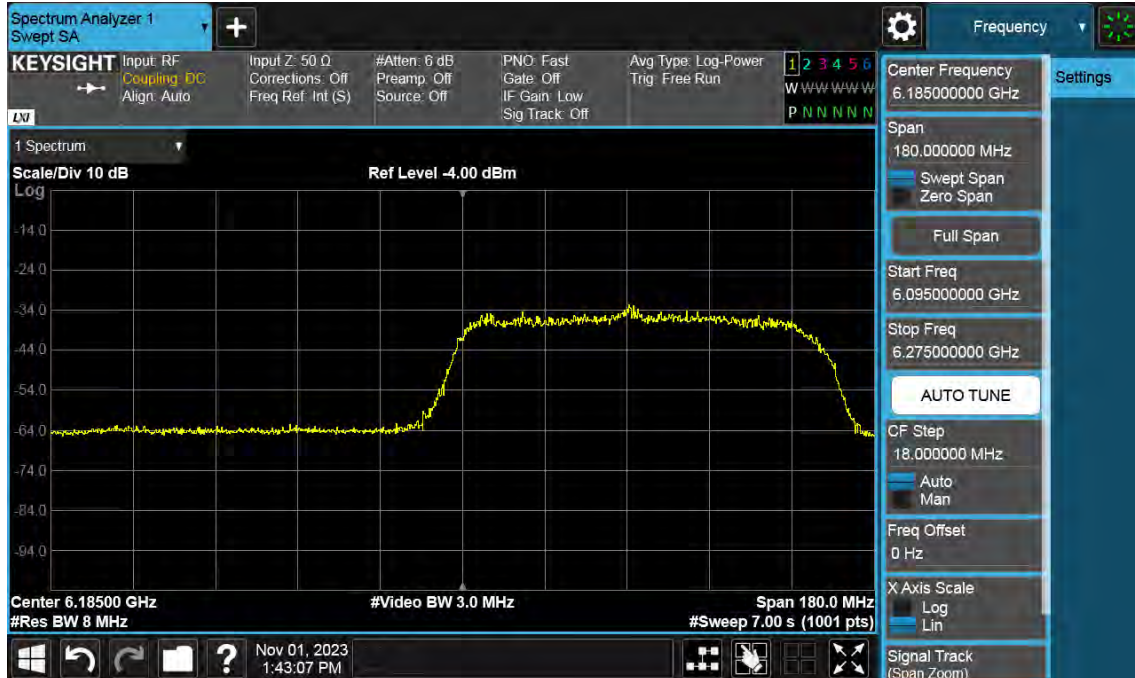 Spectrum Analyzer 1
Swept SA
+
Frequency
KEYSIGHT
LXI
Input: RF
Coupling: DC
Align: Auto
Input Z: 50 Ω
Corrections: Off
Freq Ref: Int (S)
#Atten: 6 dB
Preamp: Off
Source: Off
PNO: Fast
Gate: Off
IF Gain: Low
Sig Track: Off
Avg Type: Log-Power
Trig: Free Run
1 2 3 4 5 6
W W W W W W
P N N N N N
Settings
1 Spectrum
Scale/Div 10 dB
Ref Level -4.00 dBm
Log
-14.0
-24.0
-34.0
-44.0
-54.0
-64.0
-74.0
-84.0
-94.0
Center 6.18500 GHz
#Video BW 3.0 MHz
Span 180.0 MHz
#Res BW 8 MHz
#Sweep 7.00 s (1001 pts)
Center Frequency
6.185000000 GHz
Span
180.000000 MHz
Swept Span
Zero Span
Full Span
Start Freq
6.095000000 GHz
Stop Freq
6.275000000 GHz
AUTO TUNE
CF Step
18.000000 MHz
Auto
Man
Freq Offset
0 Hz
X Axis Scale
Log
Lin
Signal Track
(Span Zoom)
?
Nov 01, 2023
1:43:07 PM